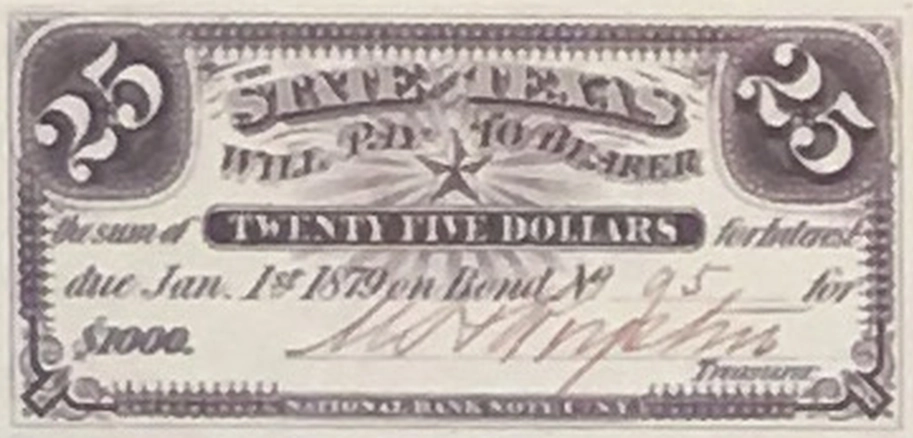 25 25
STATE OF TEXAS
WILL PAY TO BEARER
the sum of TWENTY FIVE DOLLARS for Interest
due Jan. 1st 1879 on Bond No 95 for
$1000.
Treasurer
NATIONAL BANK NOTE Co. N.Y.